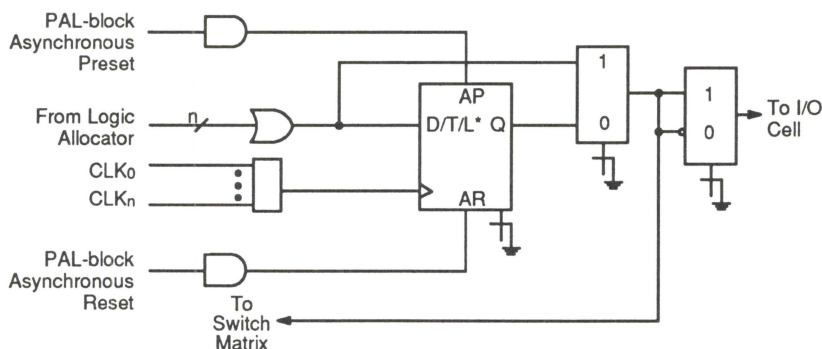 PAL-block
Asynchronous
Preset
1
AP
1
To I/O
Cell
From Logic
Allocator
n
D/T/L* Q
0
0
CLK0
CLKn
AR
PAL-block
Asynchronous
Reset
To
Switch
Matrix